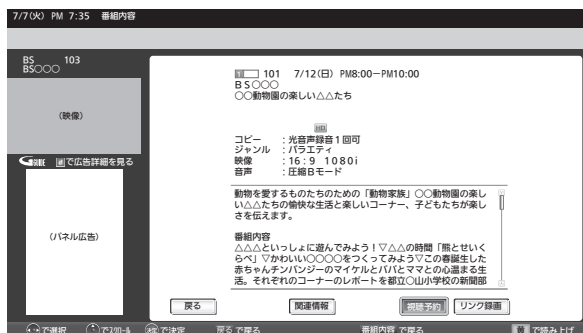 7/7(火) PM 7:35 番組内容
BS 103
BS○○○
(映像)
Gガイド dで広告詳細を見る
(パネル広告)
101 7/12(日) PM8:00−PM10:00
BS○○○
○○動物園の楽しい△△たち
HD
コピー :光音声録音1回可
ジャンル :バラエティ
映像 :16:9 1080i
音声 :圧縮Bモード
動物を愛するものたちのための「動物家族」○○動物園の楽し
い△△たちの愉快な生活と楽しいコーナー、子どもたちが楽し
さを伝えます。
番組内容
△△△といっしょに遊んでみよう!▽△△の時間「熊とせいく
らべ」▽かわいい○○○○をつくってみよう▽この春誕生した
赤ちゃんチンパンジーのマイケルとパパとママとの心温まる生
活。それぞれのコーナーのレポートを都立○山小学校の新聞部
戻る 関連情報 視聴予約 リンク録画
で選択 でスクロール 決定 で決定 戻る で戻る 番組内容 で戻る で読み上げ